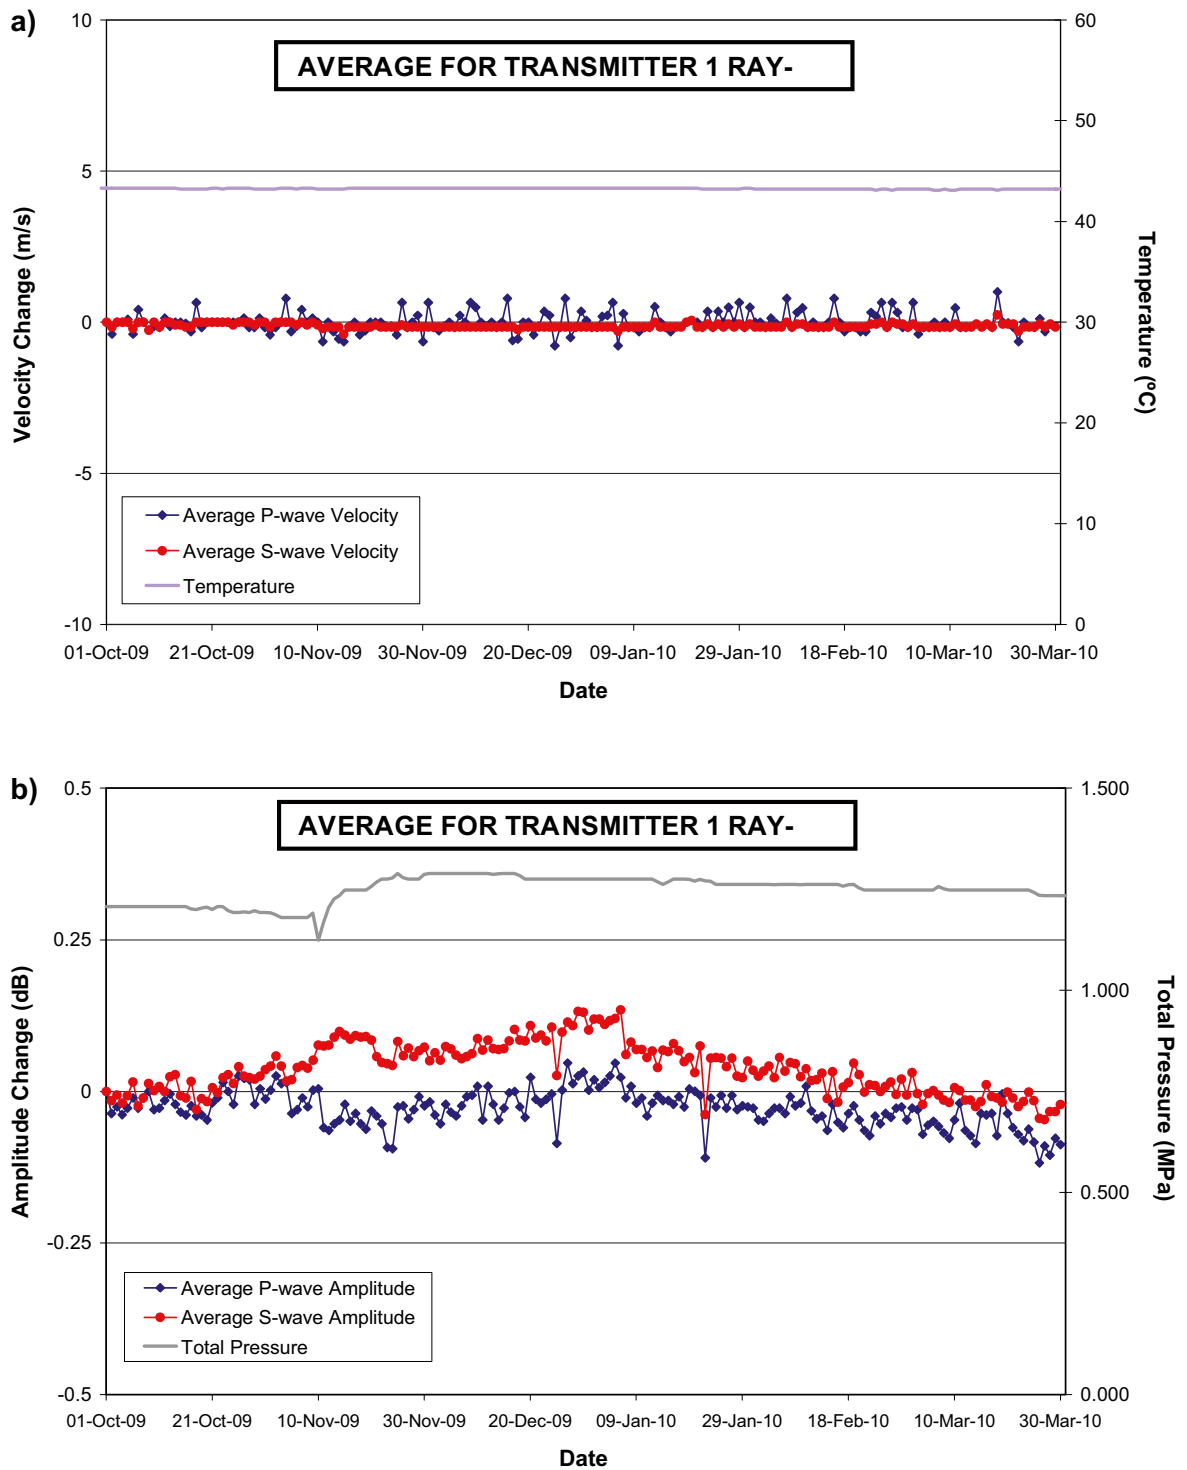 a)
AVERAGE FOR TRANSMITTER 1 RAY-
10
5
0
-5
-10
Velocity Change (m/s)
60
50
40
30
20
10
0
Temperature (ºC)
Average P-wave Velocity
Average S-wave Velocity
Temperature
01-Oct-09 21-Oct-09 10-Nov-09 30-Nov-09 20-Dec-09 09-Jan-10 29-Jan-10 18-Feb-10 10-Mar-10 30-Mar-10
Date
b)
AVERAGE FOR TRANSMITTER 1 RAY-
0.5
0.25
0
-0.25
-0.5
Amplitude Change (dB)
1.500
1.000
0.500
0.000
Total Pressure (MPa)
Average P-wave Amplitude
Average S-wave Amplitude
Total Pressure
01-Oct-09 21-Oct-09 10-Nov-09 30-Nov-09 20-Dec-09 09-Jan-10 29-Jan-10 18-Feb-10 10-Mar-10 30-Mar-10
Date